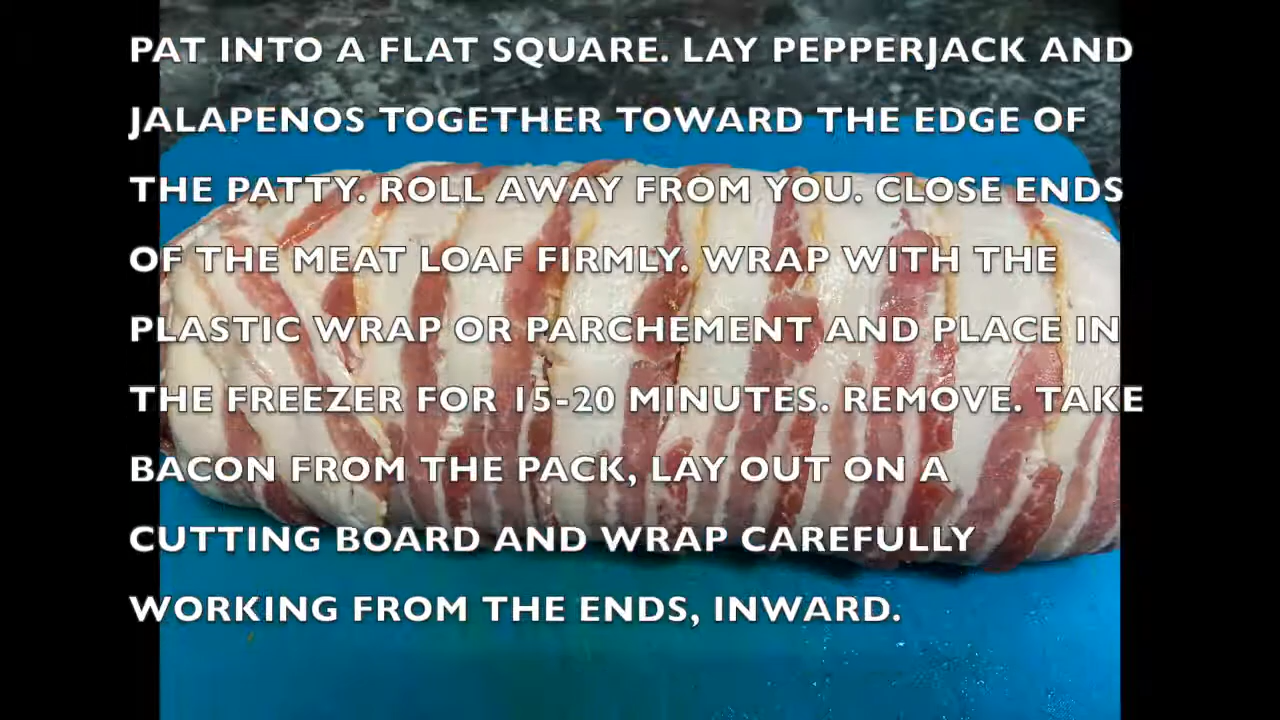 PAT INTO A FLAT SQUARE. LAY PEPPERJACK AND
JALAPENOS TOGETHER TOWARD THE EDGE OF
THE PATTY. ROLL AWAY FROM YOU. CLOSE ENDS
OF THE MEAT LOAF FIRMLY. WRAP WITH THE
PLASTIC WRAP OR PARCHEMENT AND PLACE IN
THE FREEZER FOR 15-20 MINUTES. REMOVE. TAKE
BACON FROM THE PACK, LAY OUT ON A
CUTTING BOARD AND WRAP CAREFULLY
WORKING FROM THE ENDS, INWARD.